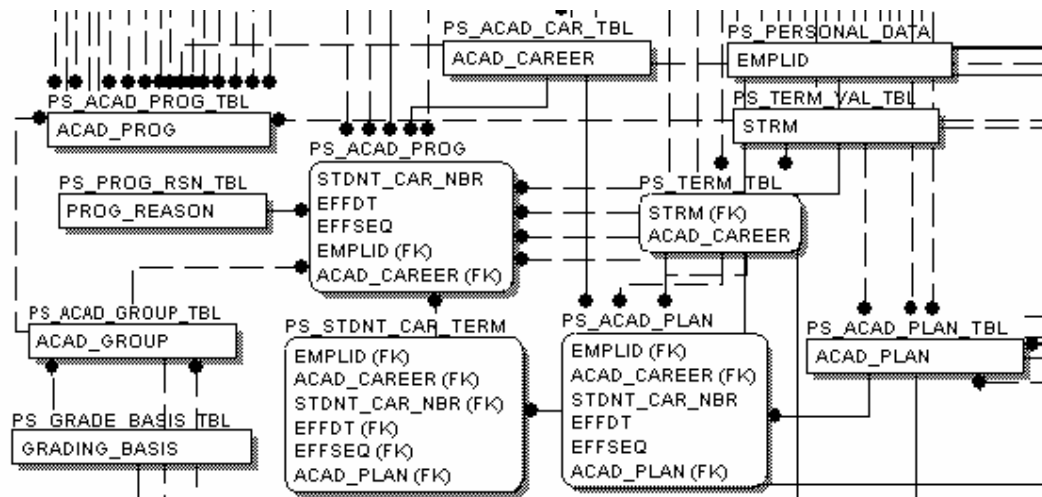 PS_ACAD_CAR_TBL
ACAD_CAREER
PS_PERSONAL_DATA
EMPLID
PS_ACAD_PROG_TBL
ACAD_PROG
PS_TERM_VAL_TBL
STRM
PS_ACAD_PROG
STDNT_CAR_NBR
EFFDT
EFFSEQ
EMPLID (FK)
ACAD_CAREER (FK)
PS_PROG_RSN_TBL
PROG_REASON
PS_TERM_TBL
STRM (FK)
ACAD_CAREER
PS_ACAD_GROUP_TBL
ACAD_GROUP
PS_STDNT_CAR_TERM
EMPLID (FK)
ACAD_CAREER (FK)
STDNT_CAR_NBR (FK)
EFFDT (FK)
EFFSEQ (FK)
ACAD_PLAN (FK)
PS_ACAD_PLAN
EMPLID (FK)
ACAD_CAREER (FK)
STDNT_CAR_NBR
EFFDT
EFFSEQ
ACAD_PLAN (FK)
PS_ACAD_PLAN_TBL
ACAD_PLAN
PS_GRADE_BASIS_TBL
GRADING_BASIS